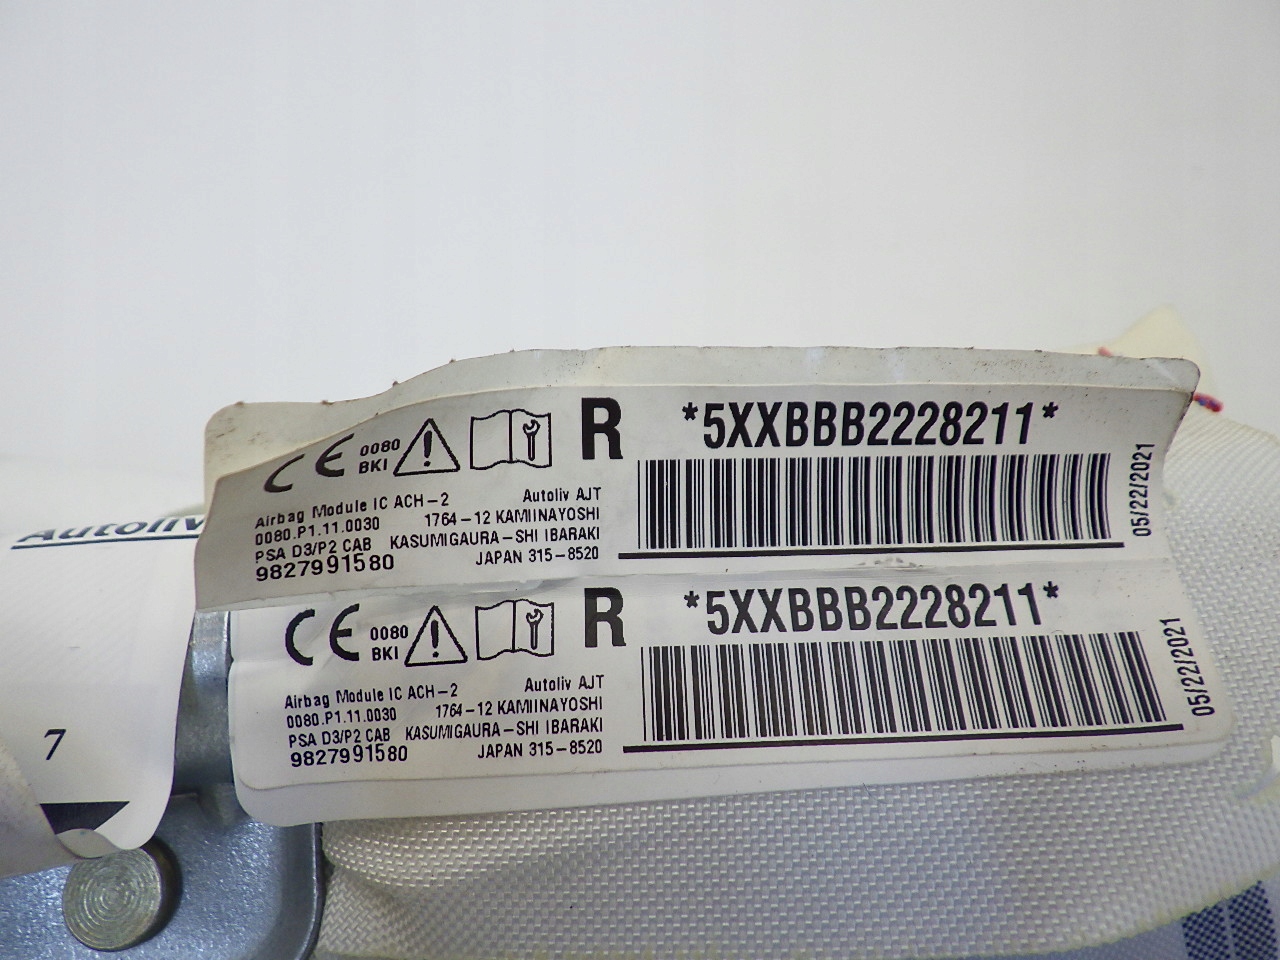 CE 0080 BKI R *5XXBBB2228211*
05/22/2021
Airbag Module IC ACH-2 Autoliv AJT
0080.P1.11.0030 1764-12 KAMIINAYOSHI
PSA D3/P2 CAB KASUMIGAURA-SHI IBARAKI
9827991580 JAPAN 315-8520
Autoliv
CE 0080 BKI R *5XXBBB2228211*
05/22/2021
Airbag Module IC ACH-2 Autoliv AJT
0080.P1.11.0030 1764-12 KAMIINAYOSHI
PSA D3/P2 CAB KASUMIGAURA-SHI IBARAKI
9827991580 JAPAN 315-8520
7